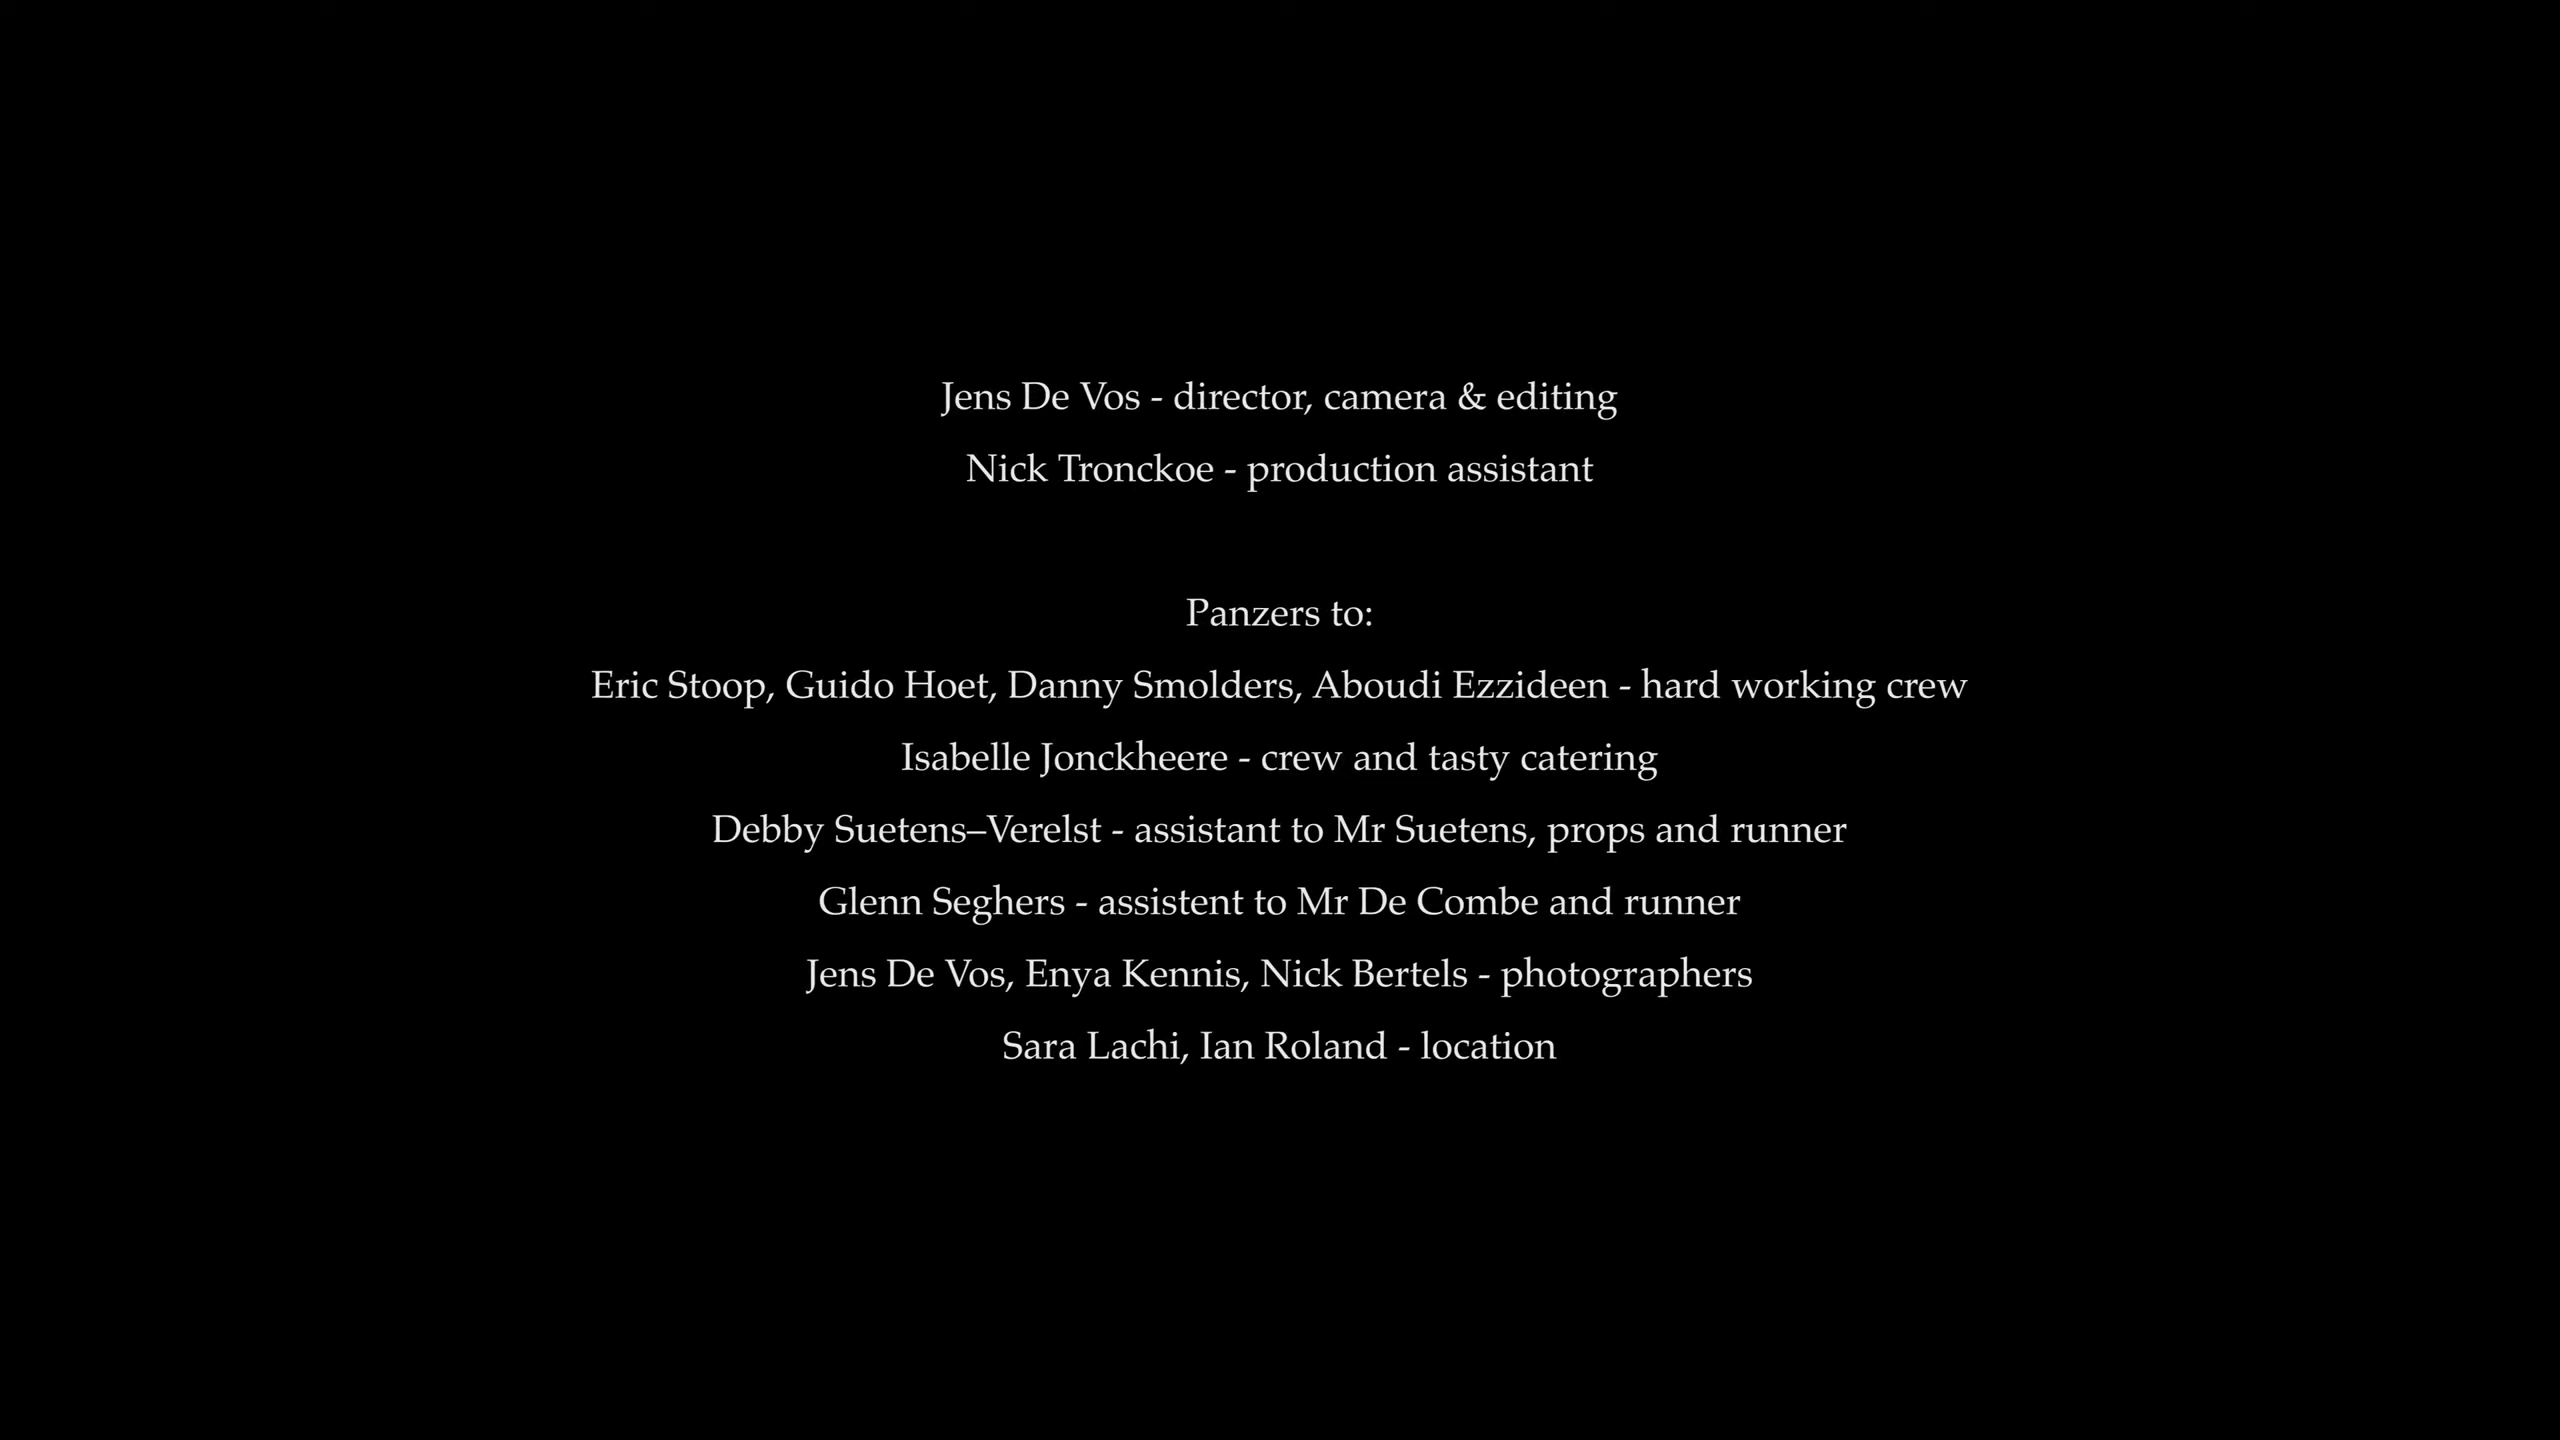 Jens De Vos - director, camera & editing
Nick Tronckoe - production assistant
Panzers to:
Eric Stoop, Guido Hoet, Danny Smolders, Aboudi Ezzideen - hard working crew
Isabelle Jonckheere - crew and tasty catering
Debby Suetens–Verelst - assistant to Mr Suetens, props and runner
Glenn Seghers - assistent to Mr De Combe and runner
Jens De Vos, Enya Kennis, Nick Bertels - photographers
Sara Lachi, Ian Roland - location